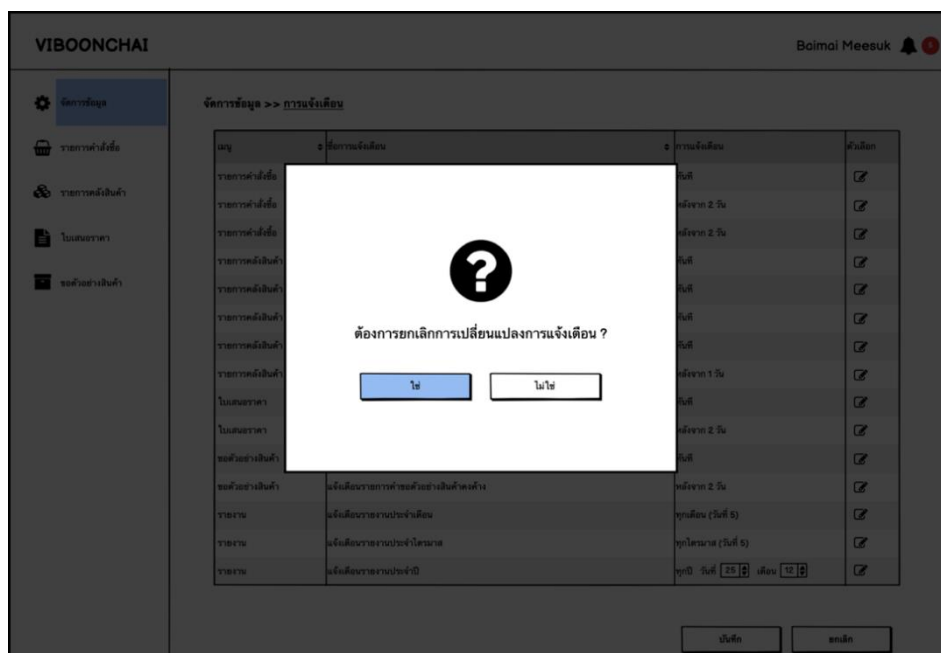 VIBOONCHAI
Baimai Meesuk
จัดการข้อมูล
จัดการข้อมูล >> การแจ้งเตือน
รายการคำสั่งซื้อ
รายการคลังสินค้า
ใบเสนอราคา
ขอตัวอย่างสินค้า
เมนู ชื่อการแจ้งเตือน การแจ้งเตือน ตัวเลือก
รายการคำสั่งซื้อ ทันที
รายการคำสั่งซื้อ หลังจาก 2 วัน
รายการคำสั่งซื้อ หลังจาก 2 วัน
รายการคลังสินค้า ทันที
รายการคลังสินค้า ทันที
รายการคลังสินค้า ทันที
รายการคลังสินค้า ทันที
รายการคลังสินค้า หลังจาก 1 วัน
ใบเสนอราคา ทันที
ใบเสนอราคา หลังจาก 2 วัน
ขอตัวอย่างสินค้า ทันที
ขอตัวอย่างสินค้า แจ้งเตือนรายการคำขอตัวอย่างสินค้าคงค้าง หลังจาก 2 วัน
รายงาน แจ้งเตือนรายงานประจำเดือน ทุกเดือน (วันที่ 5)
รายงาน แจ้งเตือนรายงานประจำไตรมาส ทุกไตรมาส (วันที่ 5)
รายงาน แจ้งเตือนรายงานประจำปี ทุกปี วันที่ 25 เดือน 12
ต้องการยกเลิกการเปลี่ยนแปลงการแจ้งเตือน ?
ใช่ ไม่ใช่
บันทึก ยกเลิก